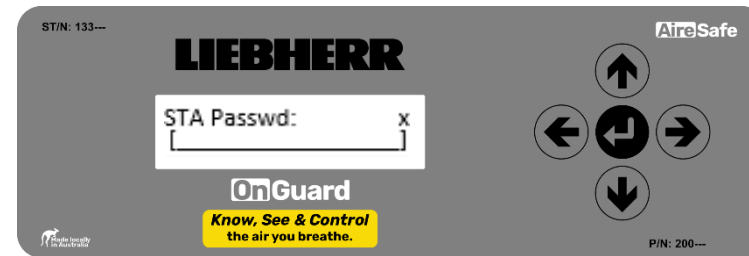 ST/N: 133---
AireSafe
LIEBHERR
STA Passwd: x
[_______________]
OnGuard
Know, See & Control
the air you breathe.
Made locally
in Australia
P/N: 200---